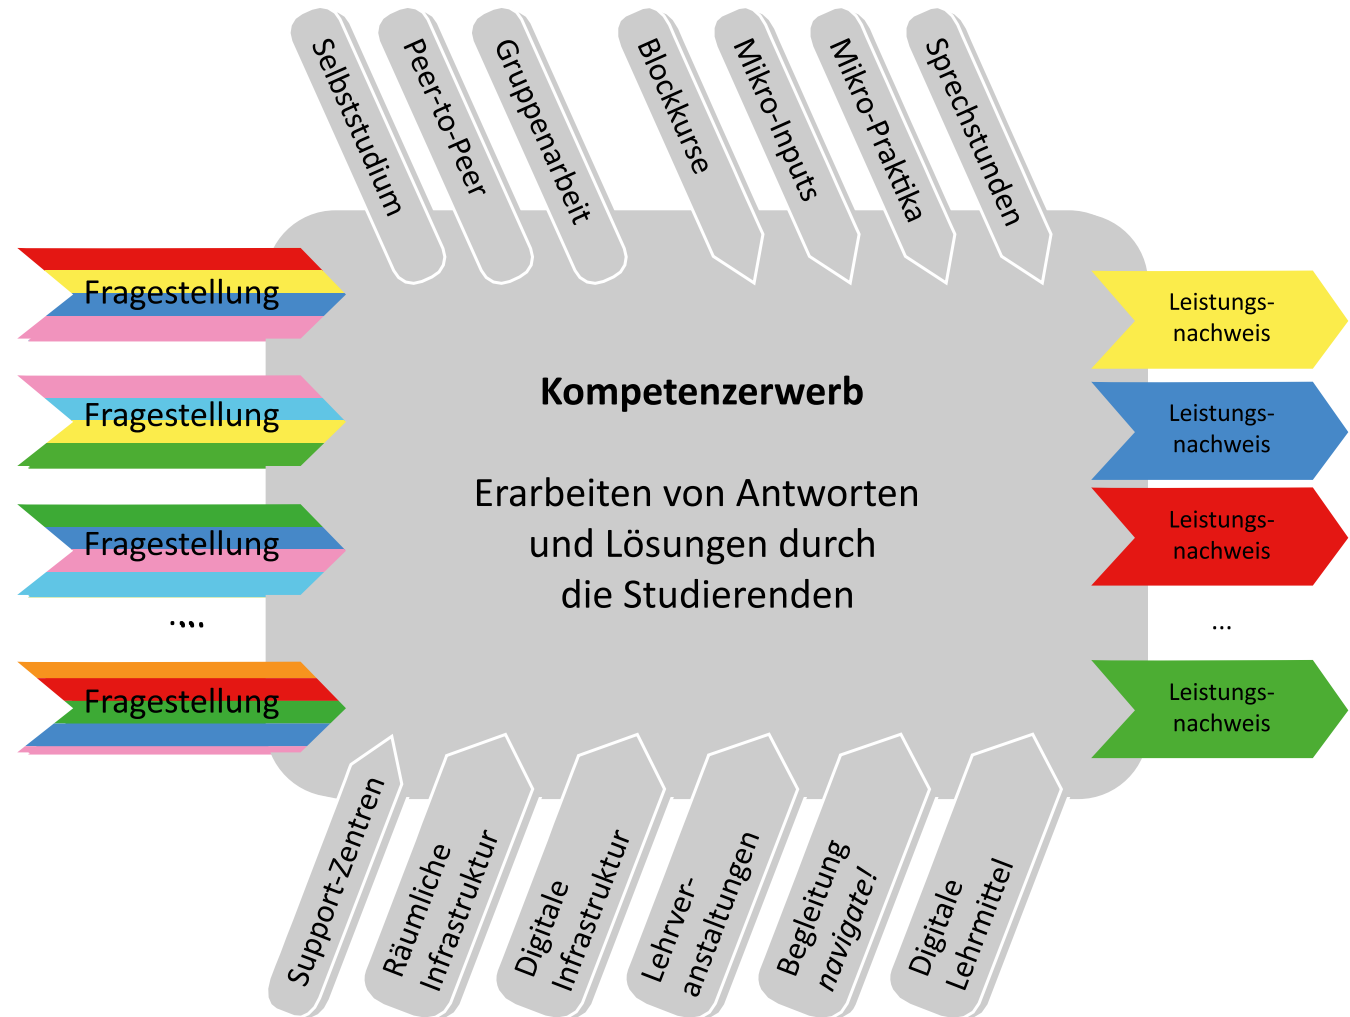 Selbststudium
Peer-to-Peer
Gruppenarbeit
Blockkurse
Mikro-Inputs
Mikro-Praktika
Sprechstunden
Fragestellung
Fragestellung
Fragestellung
....
Fragestellung
Kompetenzerwerb
Erarbeiten von Antworten
und Lösungen durch
die Studierenden
Leistungs-
nachweis
Leistungs-
nachweis
Leistungs-
nachweis
...
Leistungs-
nachweis
Support-Zentren
Räumliche
Infrastruktur
Digitale
Infrastruktur
Lehrver-
anstaltungen
Begleitung
navigate!
Digitale
Lehrmittel